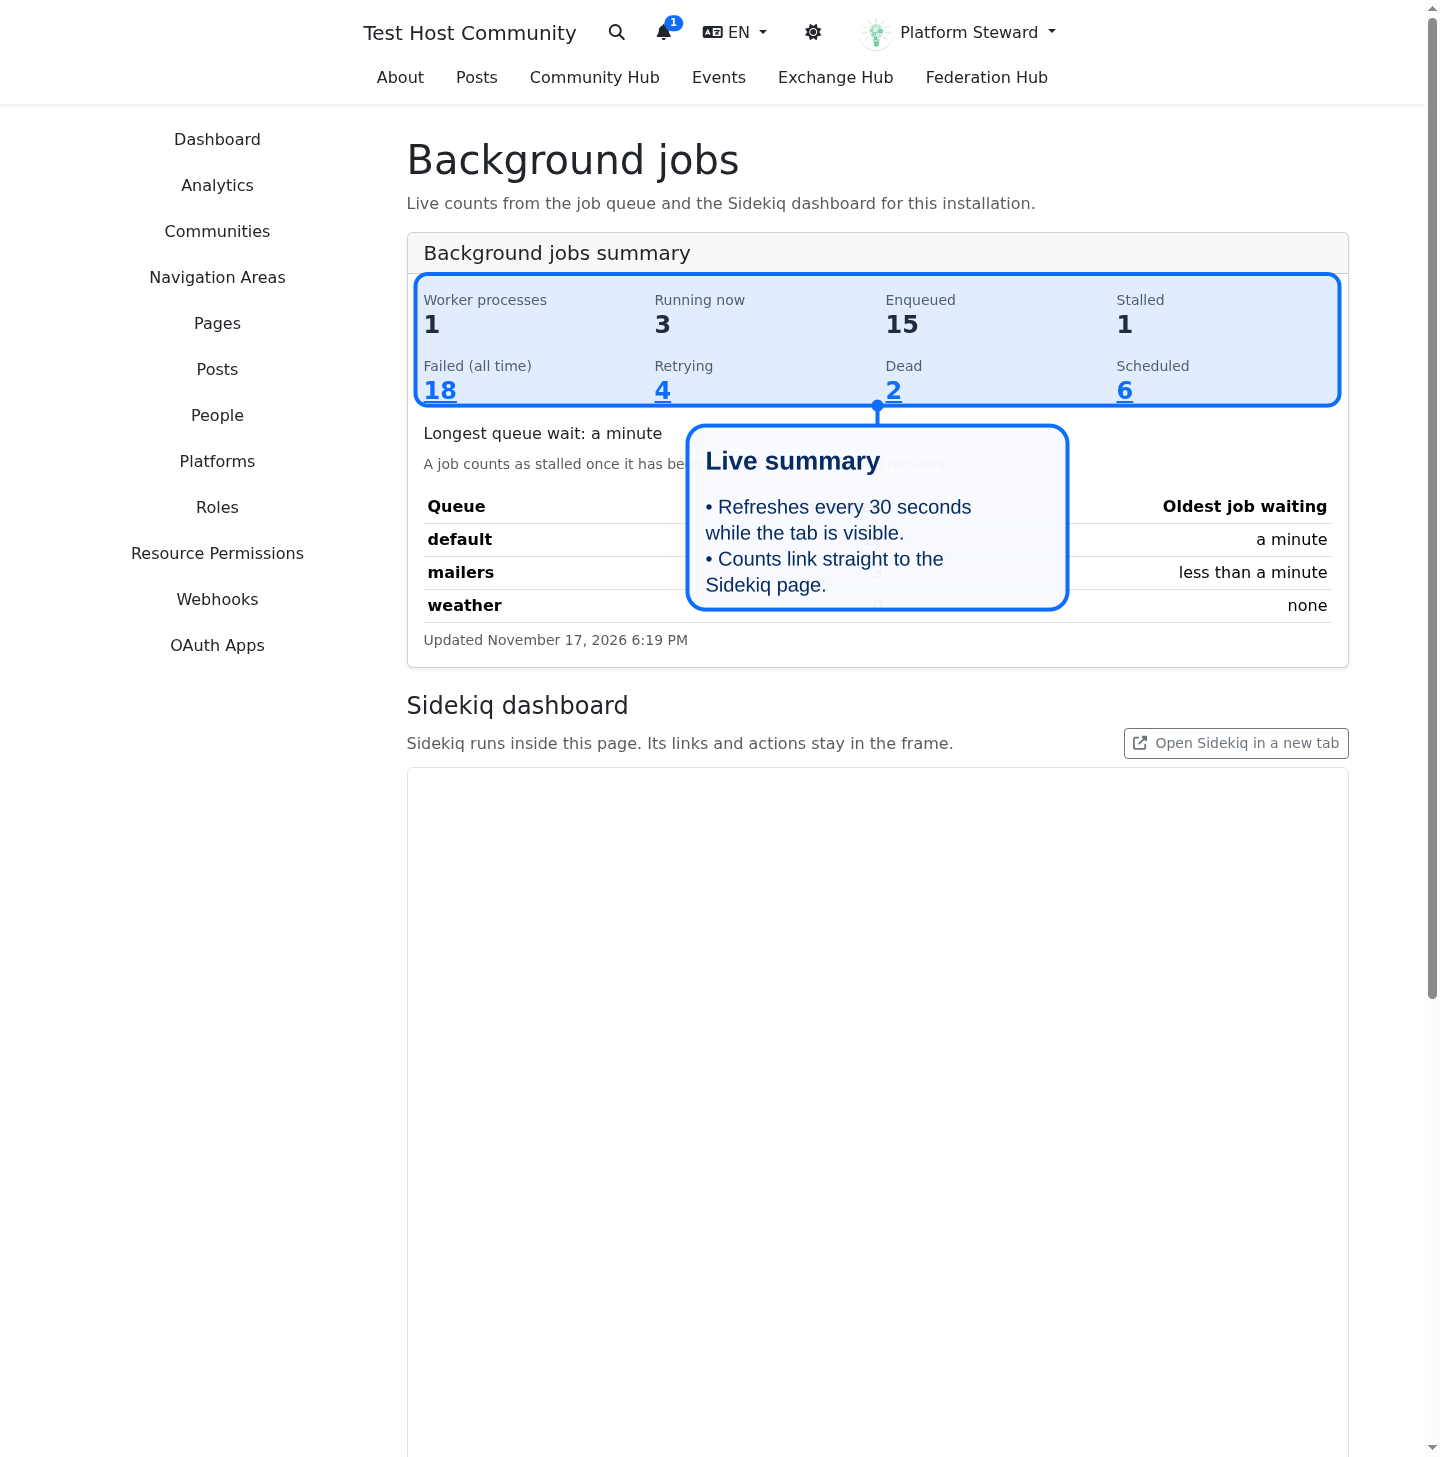 Test Host Community
1
EN
Platform Steward
About Posts Community Hub Events Exchange Hub Federation Hub
Dashboard
Analytics
Communities
Navigation Areas
Pages
Posts
People
Platforms
Roles
Resource Permissions
Webhooks
OAuth Apps
Background jobs
Live counts from the job queue and the Sidekiq dashboard for this installation.
Background jobs summary
Worker processes Running now Enqueued Stalled
1 3 15 1
Failed (all time) Retrying Dead Scheduled
18 4 2 6
Longest queue wait: a minute
A job counts as stalled once it has be minutes
Live summary
• Refreshes every 30 seconds
while the tab is visible.
• Counts link straight to the
Sidekiq page.
Queue Oldest job waiting
default a minute
mailers less than a minute
weather 0 none
Updated November 17, 2026 6:19 PM
Sidekiq dashboard
Sidekiq runs inside this page. Its links and actions stay in the frame.
Open Sidekiq in a new tab